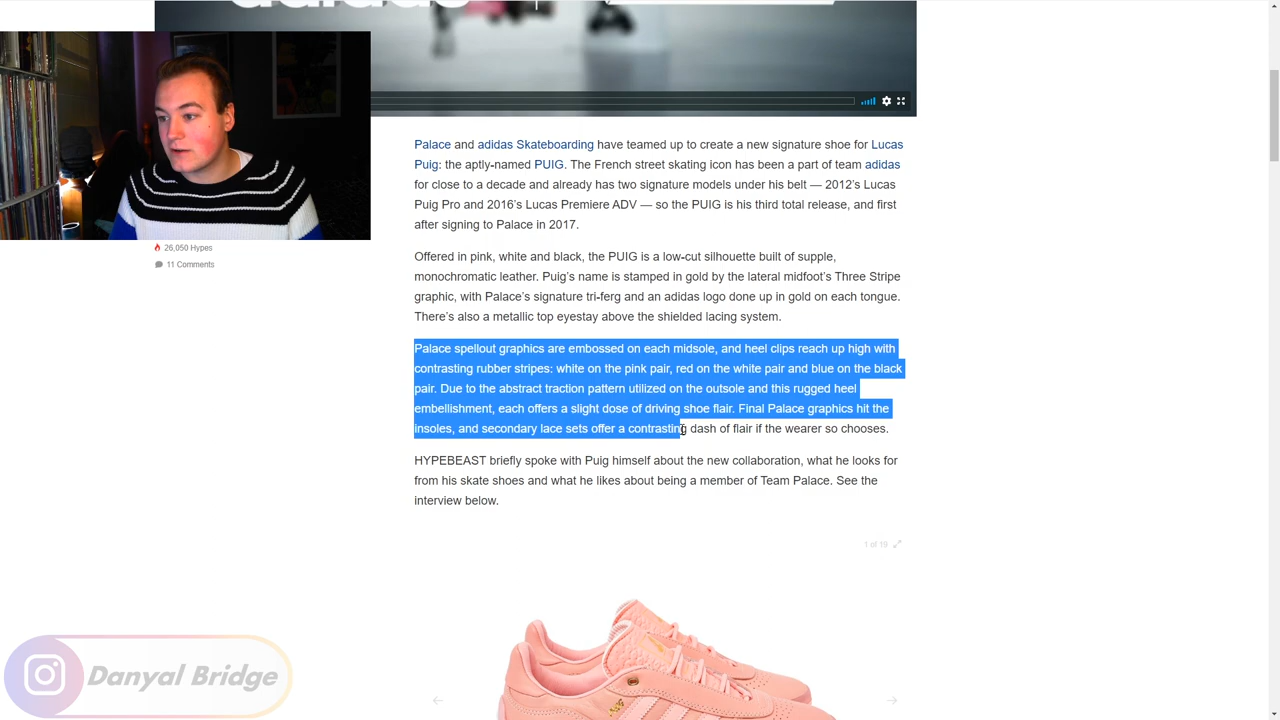 adidas
26,050 Hypes
11 Comments
Palace and adidas Skateboarding have teamed up to create a new signature shoe for Lucas
Puig: the aptly-named PUIG. The French street skating icon has been a part of team adidas
for close to a decade and already has two signature models under his belt — 2012’s Lucas
Puig Pro and 2016’s Lucas Premiere ADV — so the PUIG is his third total release, and first
after signing to Palace in 2017.
Offered in pink, white and black, the PUIG is a low-cut silhouette built of supple,
monochromatic leather. Puig’s name is stamped in gold by the lateral midfoot’s Three Stripe
graphic, with Palace’s signature tri-ferg and an adidas logo done up in gold on each tongue.
There’s also a metallic top eyestay above the shielded lacing system.
Palace spellout graphics are embossed on each midsole, and heel clips reach up high with
contrasting rubber stripes: white on the pink pair, red on the white pair and blue on the black
pair. Due to the abstract traction pattern utilized on the outsole and this rugged heel
embellishment, each offers a slight dose of driving shoe flair. Final Palace graphics hit the
insoles, and secondary lace sets offer a contrasting dash of flair if the wearer so chooses.
HYPEBEAST briefly spoke with Puig himself about the new collaboration, what he looks for
from his skate shoes and what he likes about being a member of Team Palace. See the
interview below.
1 of 19
Danyal Bridge